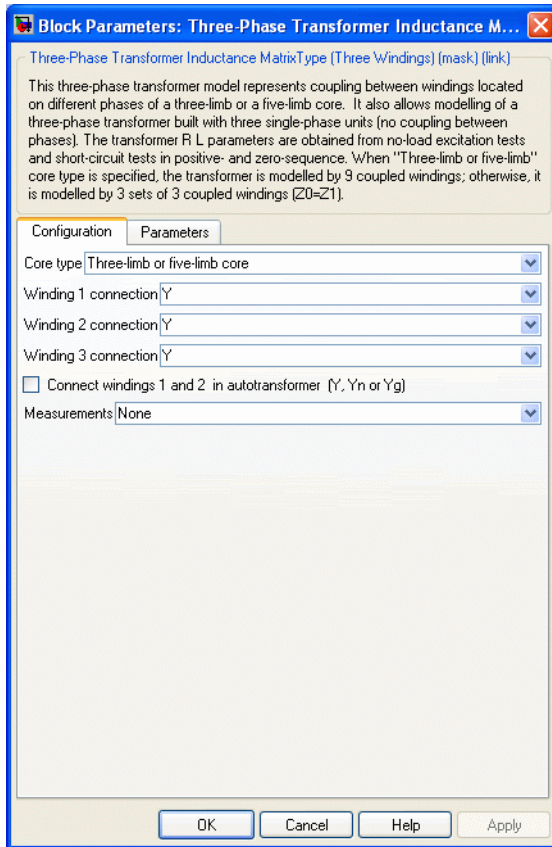 Block Parameters: Three-Phase Transformer Inductance M...
Three-Phase Transformer Inductance MatrixType (Three Windings) (mask) (link)
This three-phase transformer model represents coupling between windings located
on different phases of a three-limb or a five-limb core. It also allows modelling of a
three-phase transformer built with three single-phase units (no coupling between
phases). The transformer R L parameters are obtained from no-load excitation tests
and short-circuit tests in positive- and zero-sequence. When "Three-limb or five-limb"
core type is specified, the transformer is modelled by 9 coupled windings; otherwise, it
is modelled by 3 sets of 3 coupled windings (Z0=Z1).
Configuration Parameters
Core type Three-limb or five-limb core
Winding 1 connection Y
Winding 2 connection Y
Winding 3 connection Y
Connect windings 1 and 2 in autotransformer (Y, Yn or Yg)
Measurements None
OK Cancel Help Apply